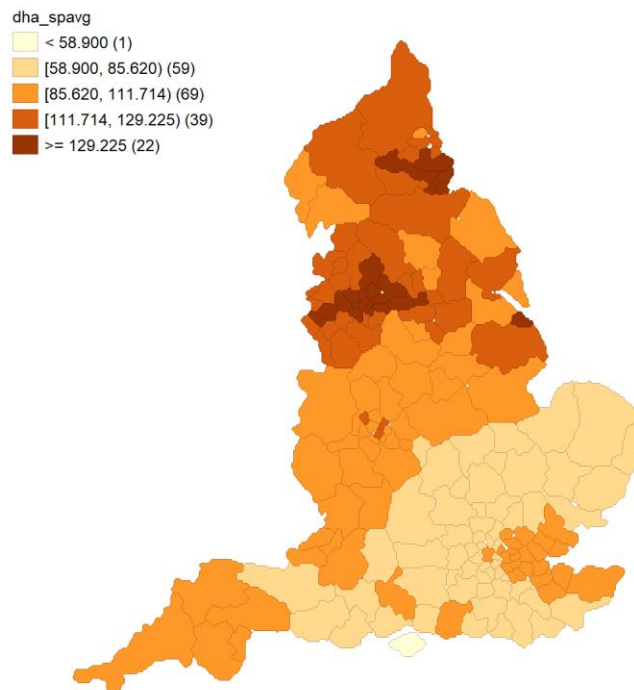 dha_spavg
< 58.900 (1)
[58.900, 85.620) (59)
[85.620, 111.714) (69)
[111.714, 129.225) (39)
>= 129.225 (22)